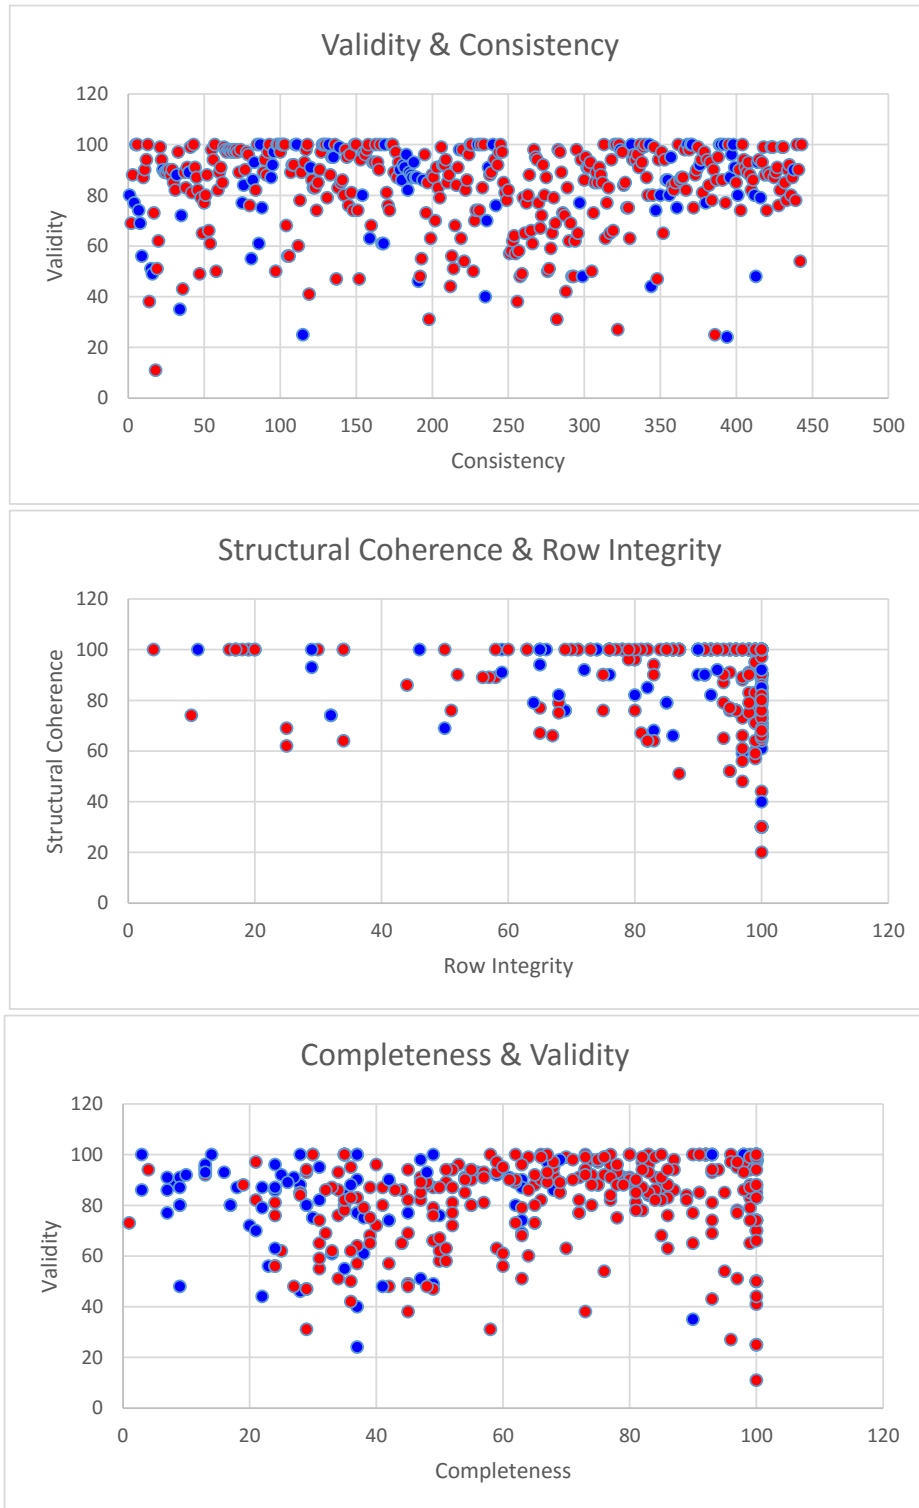 Validity & Consistency
120
100
80
60
40
20
0
Validity
0 50 100 150 200 250 300 350 400 450 500
Consistency
Structural Coherence & Row Integrity
120
100
80
60
40
20
0
Structural Coherence
0 20 40 60 80 100 120
Row Integrity
Completeness & Validity
120
100
80
60
40
20
0
Validity
0 20 40 60 80 100 120
Completeness